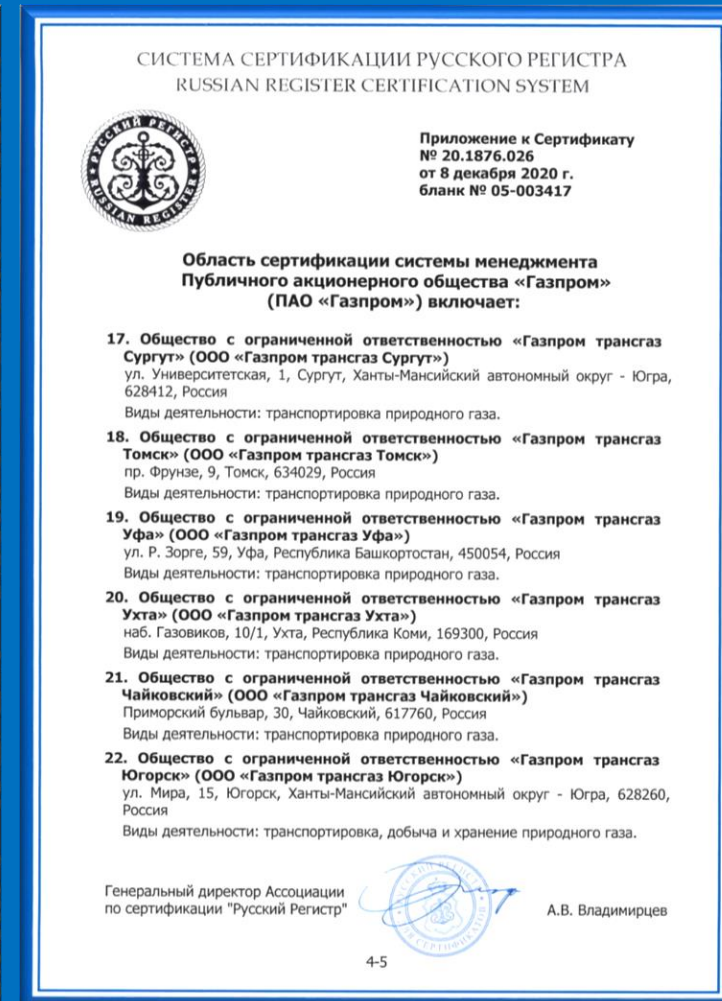 СИСТЕМА СЕРТИФИКАЦИИ РУССКОГО РЕГИСТРА
RUSSIAN REGISTER CERTIFICATION SYSTEM
РУССКИЙ РЕГИСТР
RUSSIAN REGISTER
Приложение к Сертификату
№ 20.1876.026
от 8 декабря 2020 г.
бланк № 05-003417
Область сертификации системы менеджмента
Публичного акционерного общества «Газпром»
(ПАО «Газпром») включает:
17. Общество с ограниченной ответственностью «Газпром трансгаз
Сургут» (ООО «Газпром трансгаз Сургут»)
ул. Университетская, 1, Сургут, Ханты-Мансийский автономный округ - Югра,
628412, Россия
Виды деятельности: транспортировка природного газа.
18. Общество с ограниченной ответственностью «Газпром трансгаз
Томск» (ООО «Газпром трансгаз Томск»)
пр. Фрунзе, 9, Томск, 634029, Россия
Виды деятельности: транспортировка природного газа.
19. Общество с ограниченной ответственностью «Газпром трансгаз
Уфа» (ООО «Газпром трансгаз Уфа»)
ул. Р. Зорге, 59, Уфа, Республика Башкортостан, 450054, Россия
Виды деятельности: транспортировка природного газа.
20. Общество с ограниченной ответственностью «Газпром трансгаз
Ухта» (ООО «Газпром трансгаз Ухта»)
наб. Газовиков, 10/1, Ухта, Республика Коми, 169300, Россия
Виды деятельности: транспортировка природного газа.
21. Общество с ограниченной ответственностью «Газпром трансгаз
Чайковский» (ООО «Газпром трансгаз Чайковский»)
Приморский бульвар, 30, Чайковский, 617760, Россия
Виды деятельности: транспортировка природного газа.
22. Общество с ограниченной ответственностью «Газпром трансгаз
Югорск» (ООО «Газпром трансгаз Югорск»)
ул. Мира, 15, Югорск, Ханты-Мансийский автономный округ - Югра, 628260,
Россия
Виды деятельности: транспортировка, добыча и хранение природного газа.
Генеральный директор Ассоциации
по сертификации "Русский Регистр"
РУССКИЙ РЕГИСТР
ДЛЯ СЕРТИФИКАТОВ
А.В. Владимирцев
4-5